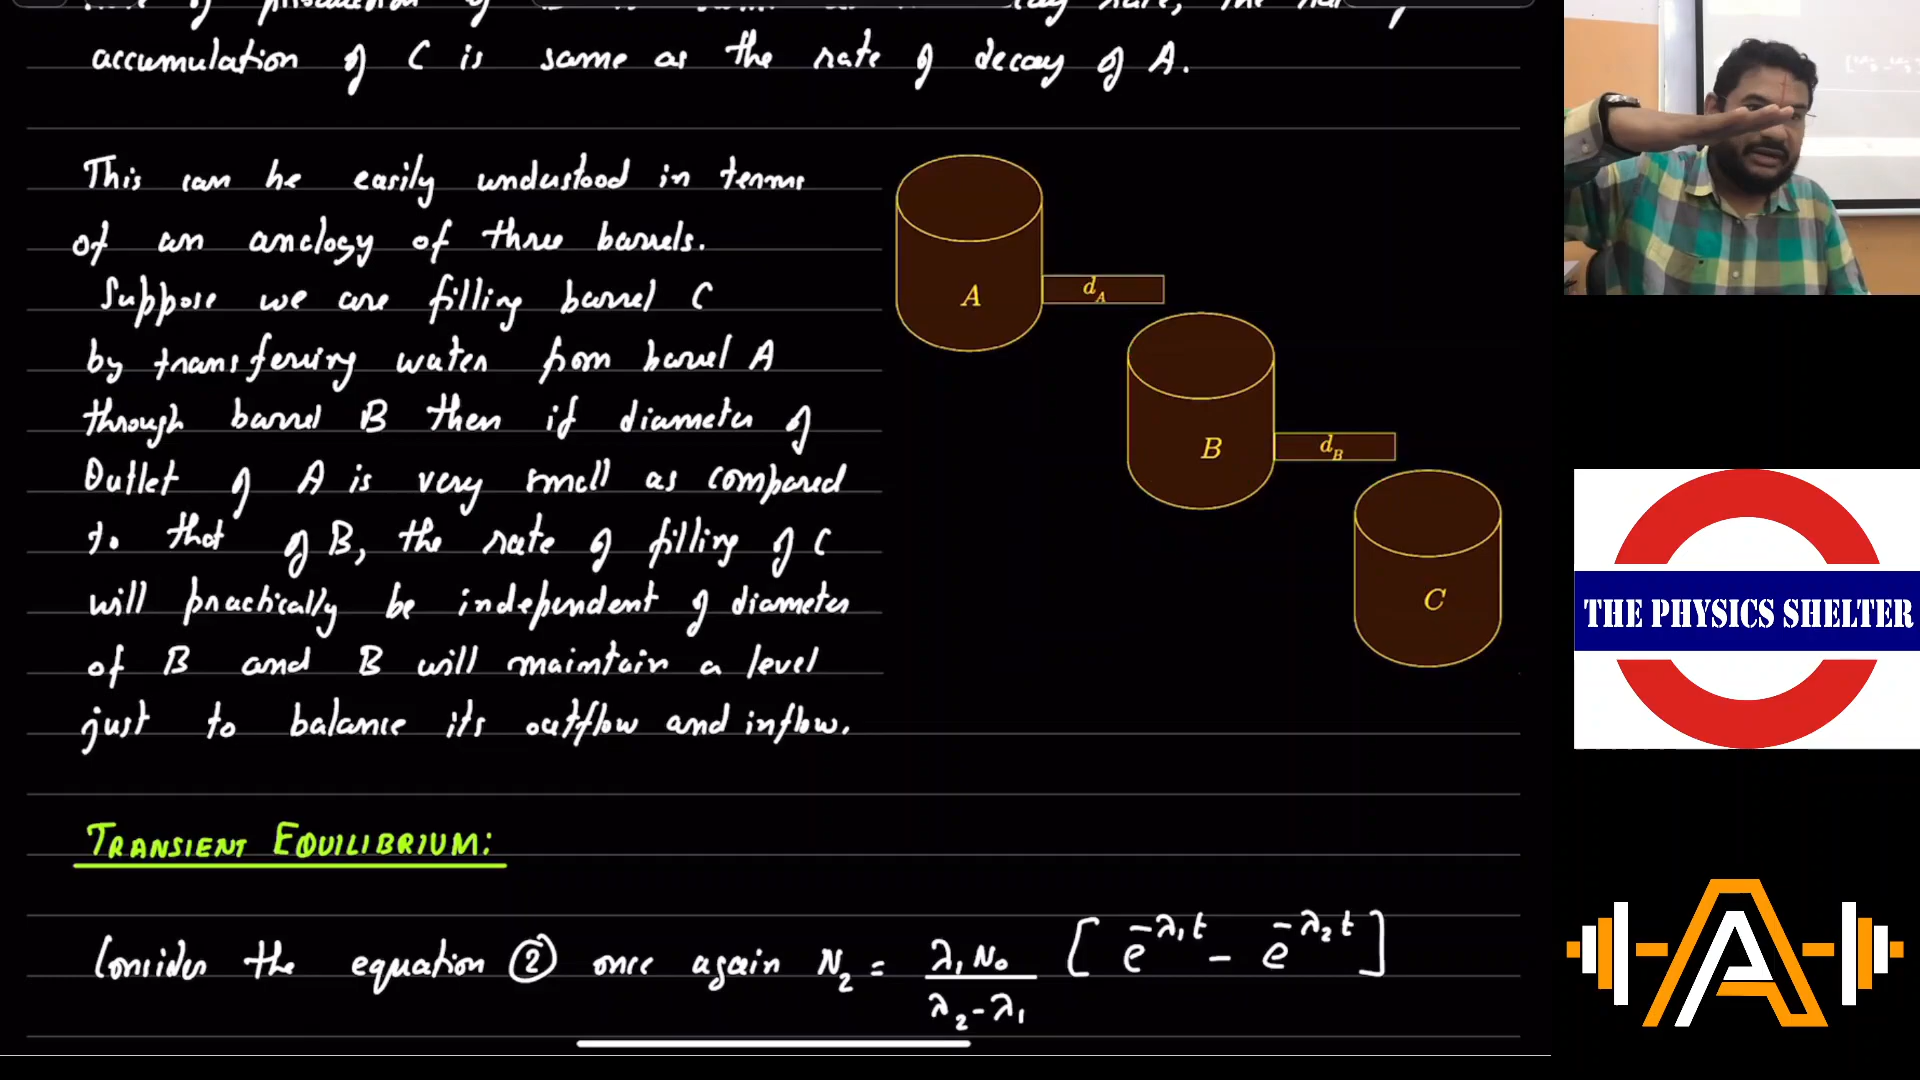 accumulation of C is same as the rate of decay of A.
This can be easily understood in terms
of an analogy of three barrels.
Suppose we are filling barrel C
by transferring water from barrel A
through barrel B then if diameter of
Outlet of A is very small as compared
to that of B, the rate of filling of C
will practically be independent of diameter
of B and B will maintain a level
just to balance its outflow and inflow.
A
d_A
B
d_B
C
TRANSIENT EQUILIBRIUM:
Consider the equation ② once again N₂ = λ₁N₀ / λ₂-λ₁ [e^-λ₁t - e^-λ₂t]
THE PHYSICS SHELTER